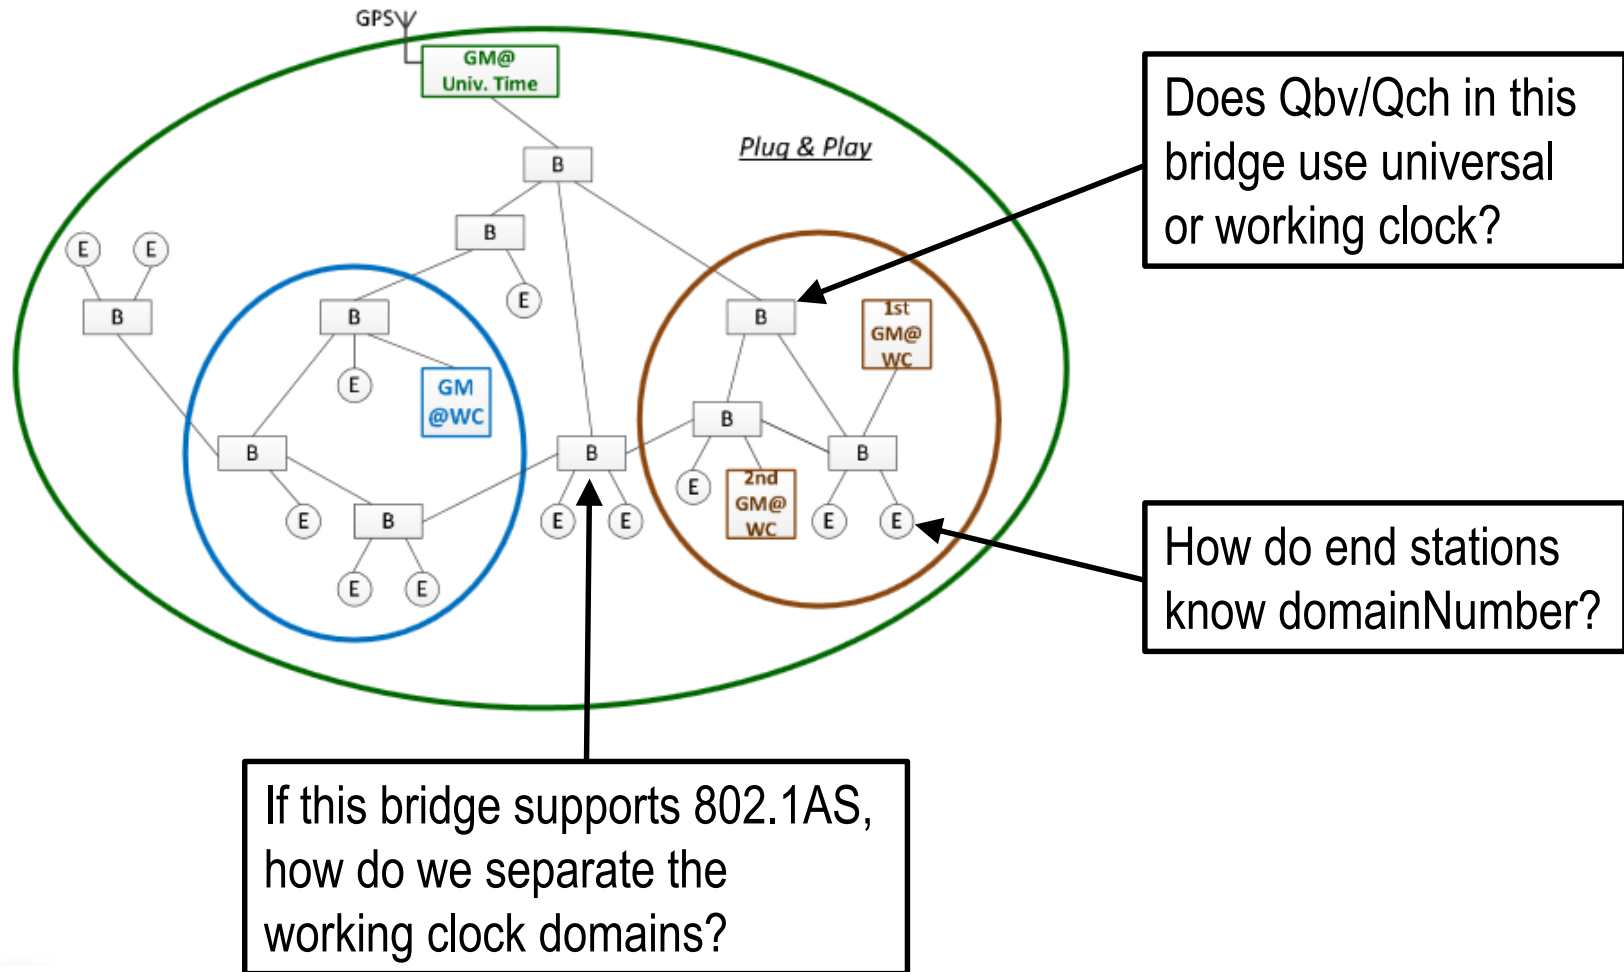 GPS
GM@
Univ. Time
Plug & Play
B
B
E
E
E
B
B
B
1st
GM@
WC
E
GM
@WC
B
B
B
B
E
2nd
GM@
WC
E
E
E
B
E
E
E
E
E
Does Qbv/Qch in this
bridge use universal
or working clock?
How do end stations
know domainNumber?
If this bridge supports 802.1AS,
how do we separate the
working clock domains?